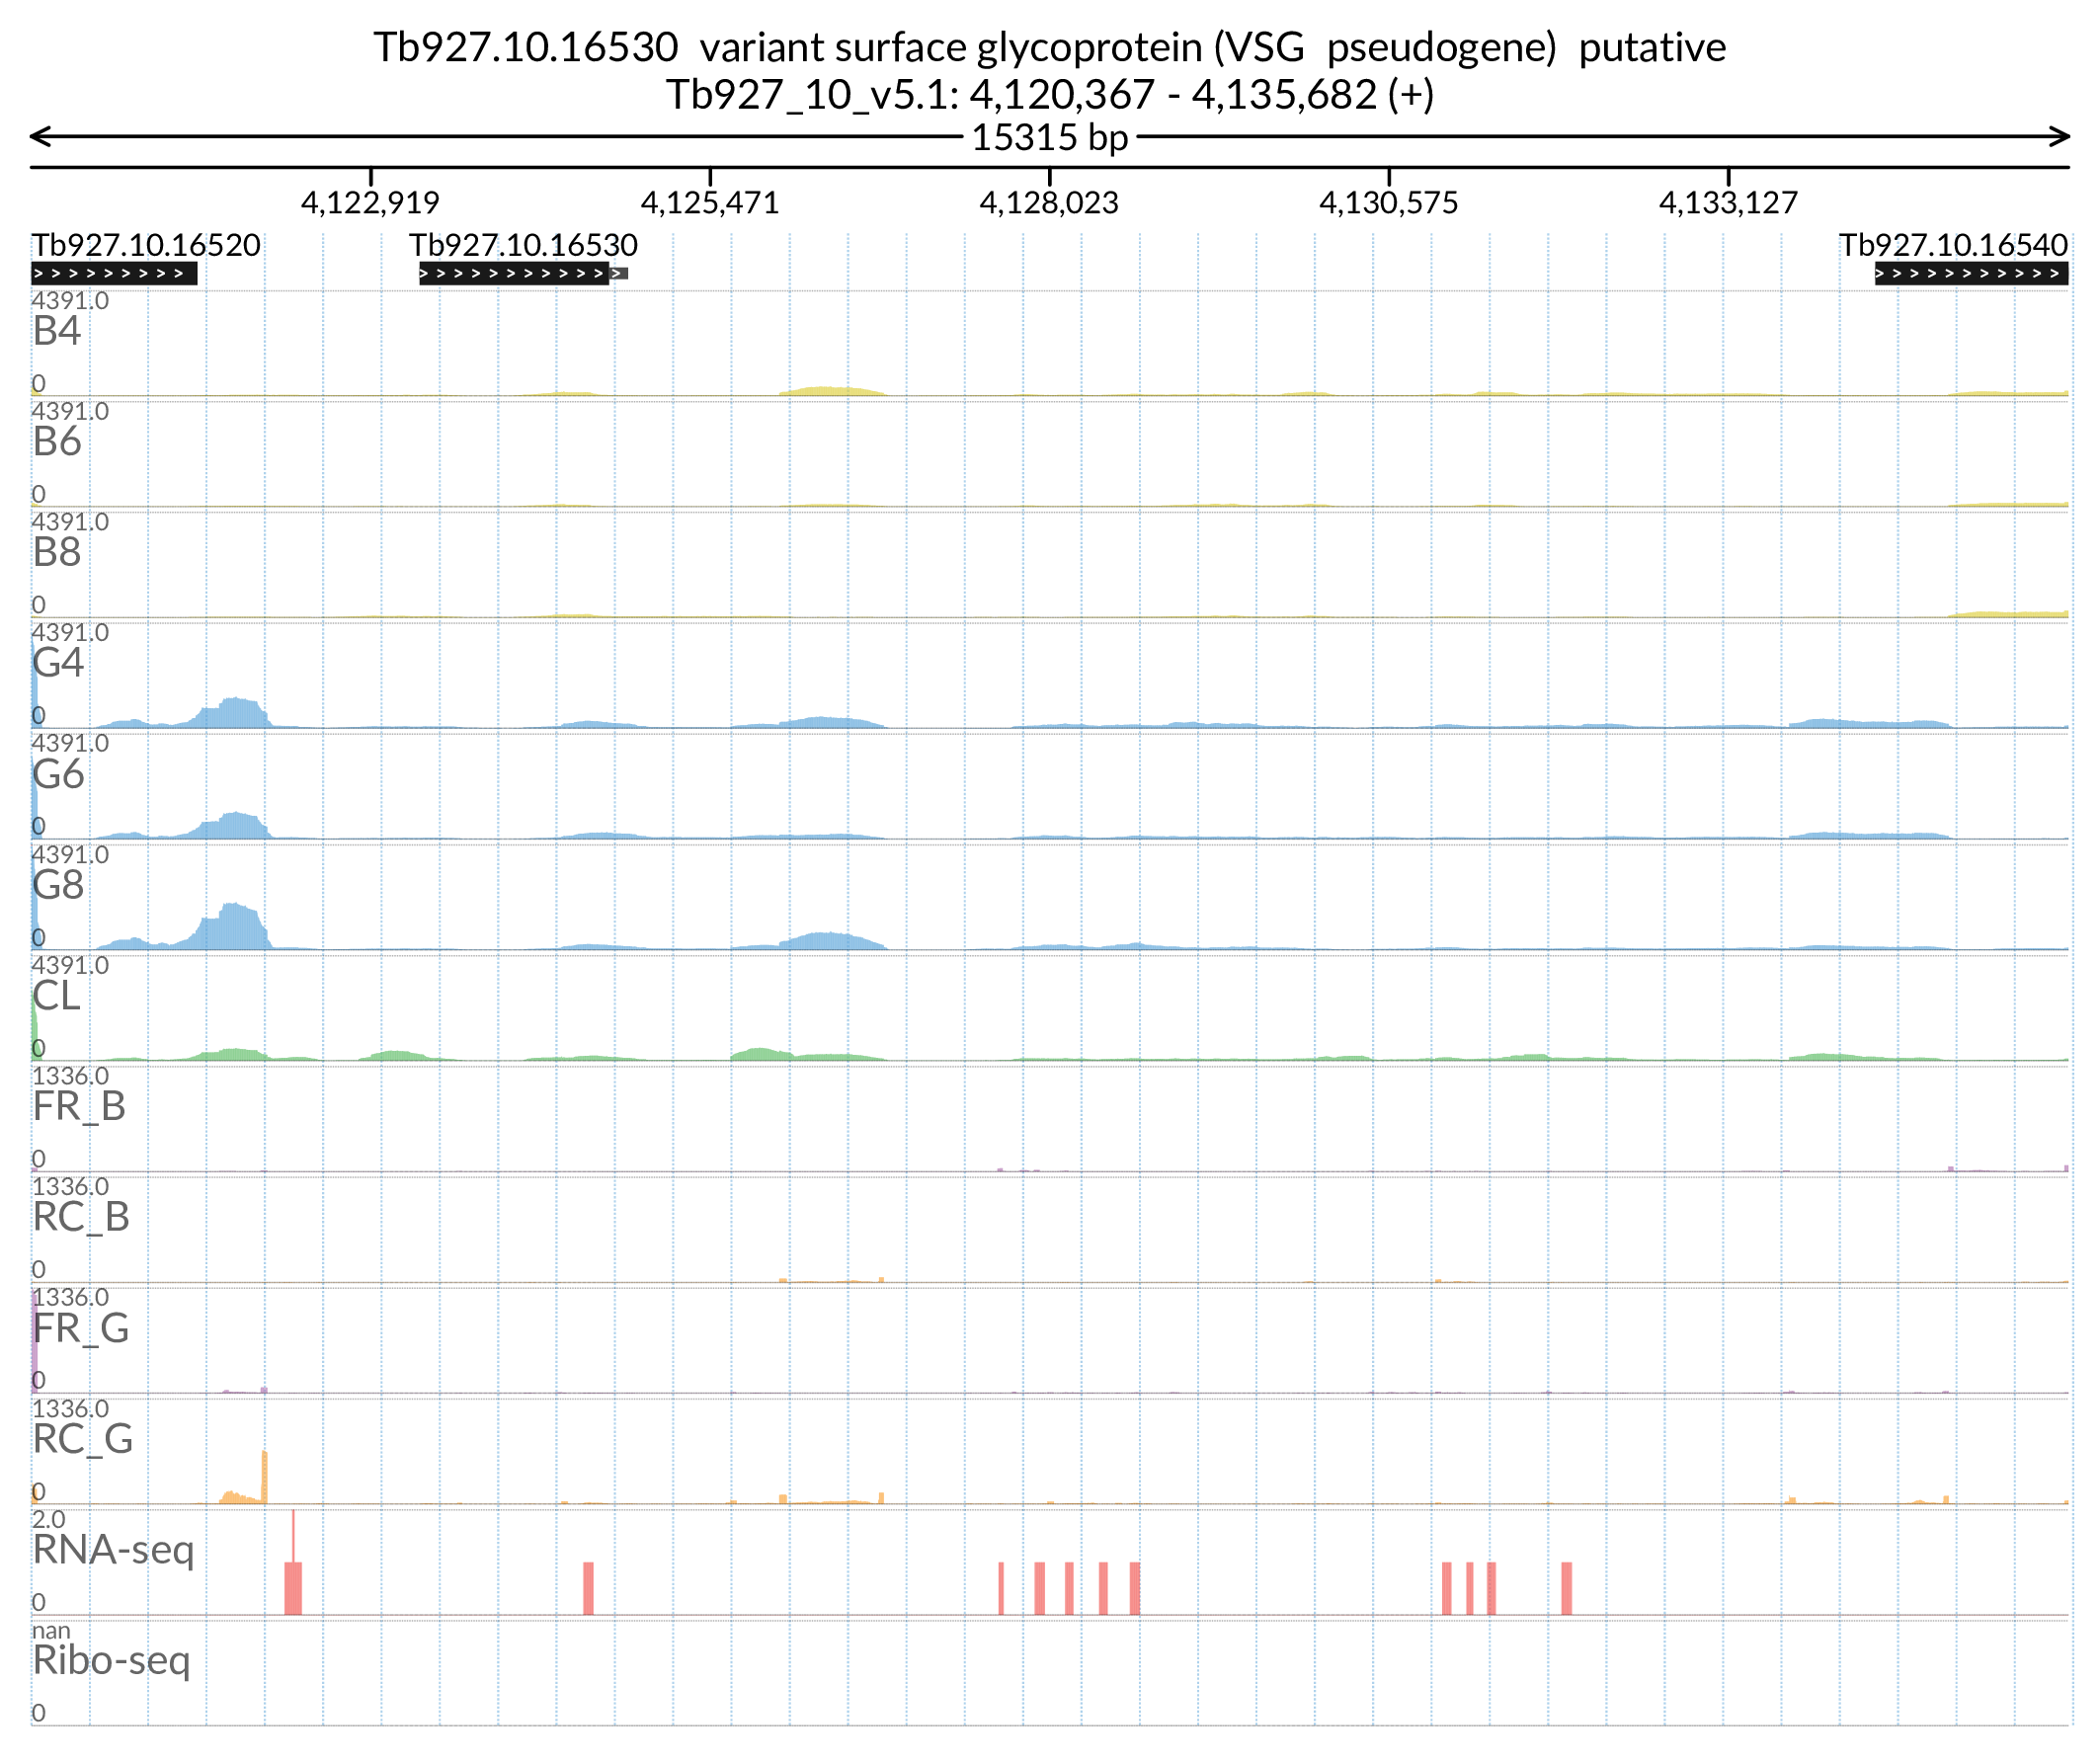 Tb927.10.16530 variant surface glycoprotein (VSG pseudogene) putative
Tb927_10_v5.1: 4,120,367 - 4,135,682 (+)
15315 bp
4,122,919 4,125,471 4,128,023 4,130,575 4,133,127
Tb927.10.16520 Tb927.10.16530 Tb927.10.16540
4391.0
B4
0
4391.0
B6
0
4391.0
B8
0
4391.0
G4
0
4391.0
G6
0
4391.0
G8
0
4391.0
CL
0
1336.0
FR_B
0
1336.0
RC_B
0
1336.0
FR_G
0
1336.0
RC_G
0
2.0
RNA-seq
0
nan
Ribo-seq
0